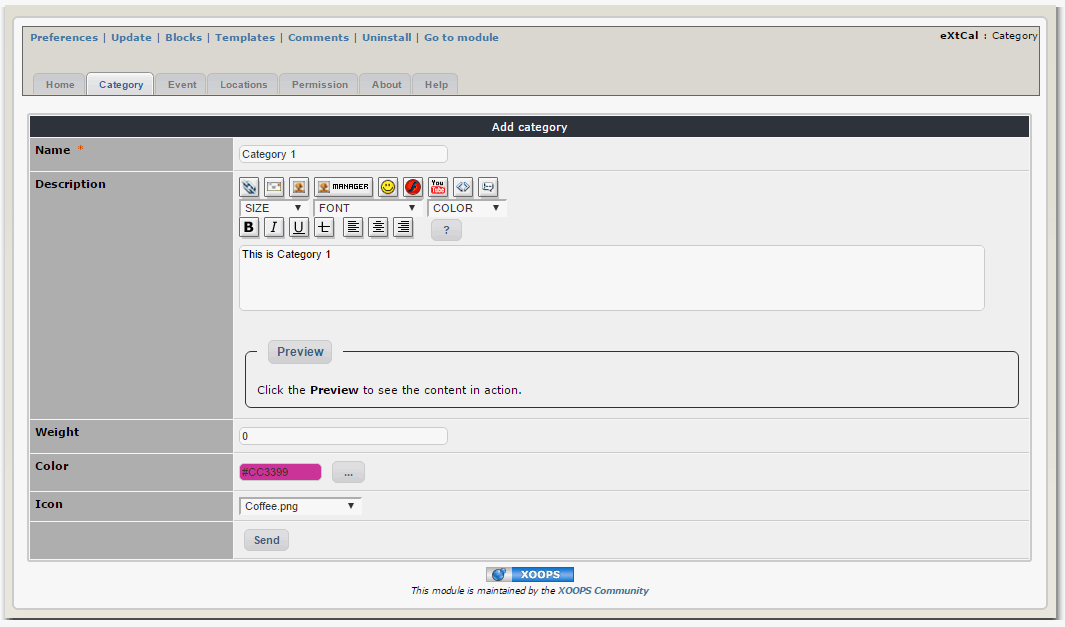 Preferences | Update | Blocks | Templates | Comments | Uninstall | Go to module
eXtCal : Category
Home Category Event Locations Permission About Help
Add category
Name * Category 1
Description
MANAGER You Tube
SIZE ▼ FONT ▼ COLOR ▼
B I U T ?
This is Category 1
Preview
Click the Preview to see the content in action.
Weight 0
Color #CC3399 ...
Icon Coffee.png ▼
Send
XOOPS
This module is maintained by the XOOPS Community